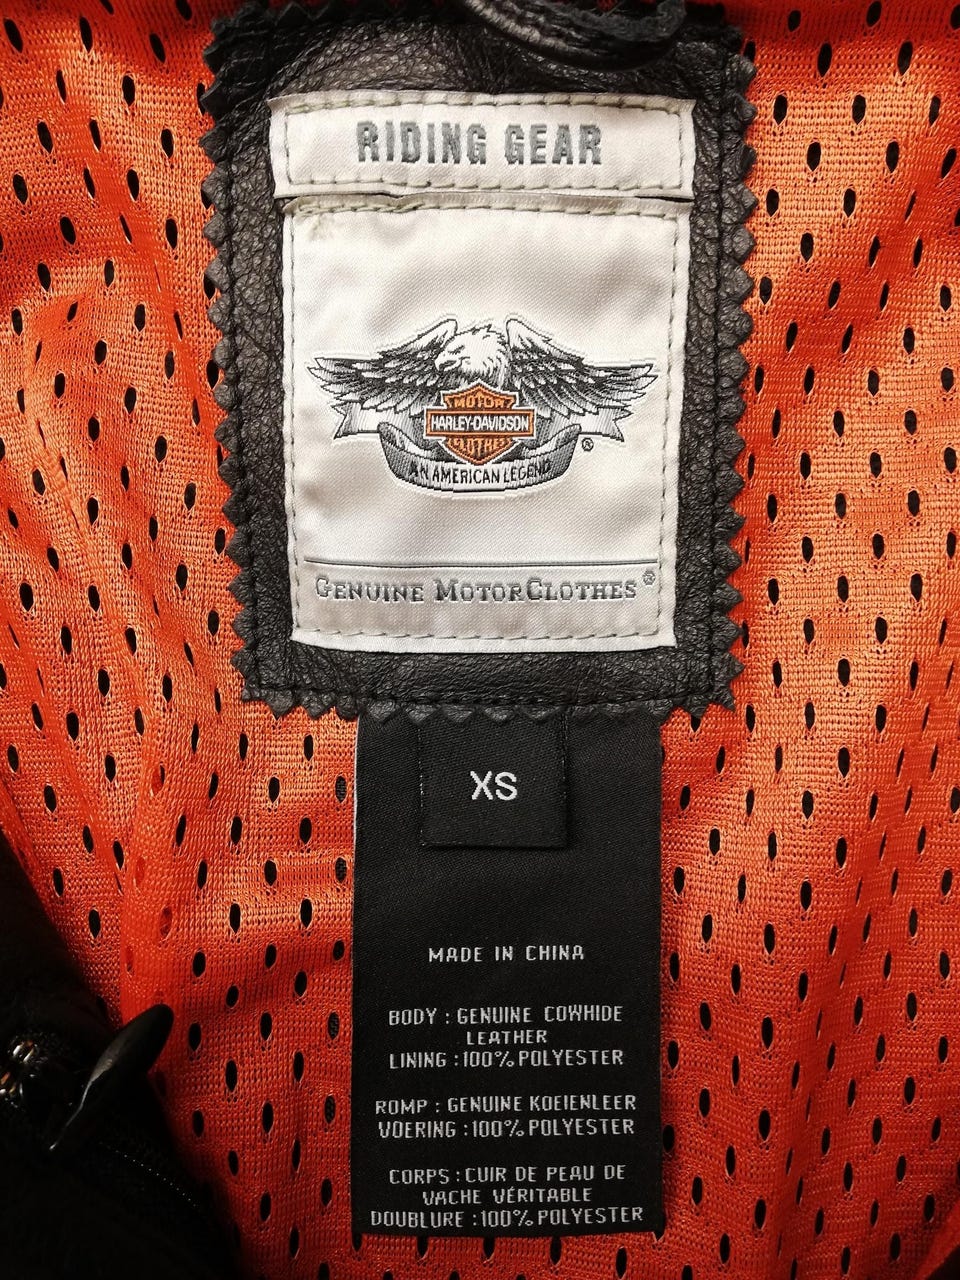 RIDING GEAR
MOTOR
HARLEY-DAVIDSON
CLOTHES
AN AMERICAN LEGEND
®
GENUINE MOTORCLOTHES®
XS
MADE IN CHINA
BODY : GENUINE COWHIDE
LEATHER
LINING : 100% POLYESTER
ROMP : GENUINE KOEIENLEER
VOERING : 100% POLYESTER
CORPS : CUIR DE PEAU DE
VACHE VÉRITABLE
DOUBLURE : 100% POLYESTER